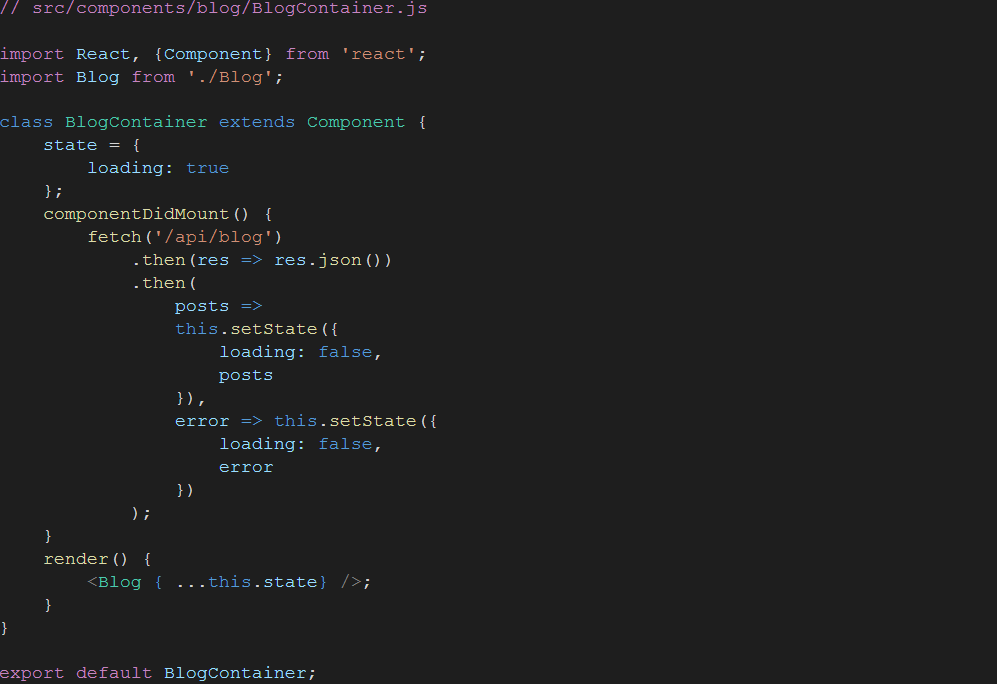 // src/components/blog/BlogContainer.js
import React, {Component} from 'react';
import Blog from './Blog';
class BlogContainer extends Component {
state = {
loading: true
};
componentDidMount() {
fetch('/api/blog')
.then(res => res.json())
.then(
posts =>
this.setState({
loading: false,
posts
}),
error => this.setState({
loading: false,
error
})
);
}
render() {
<Blog { ...this.state} />;
}
}
export default BlogContainer;